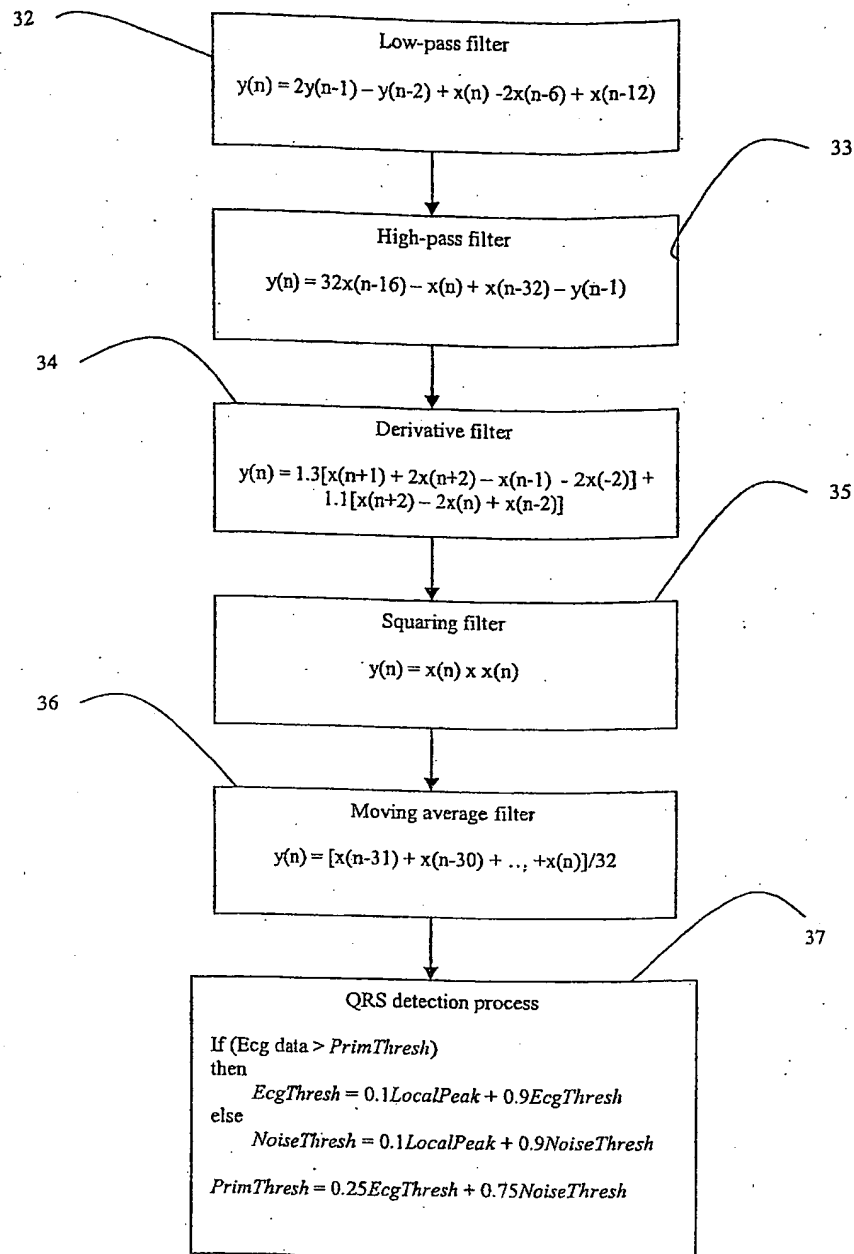 32
Low-pass filter
y(n) = 2y(n-1) – y(n-2) + x(n) -2x(n-6) + x(n-12)
33
High-pass filter
y(n) = 32x(n-16) – x(n) + x(n-32) – y(n-1)
34
Derivative filter
y(n) = 1.3[x(n+1) + 2x(n+2) – x(n-1) - 2x(-2)] +
1.1[x(n+2) – 2x(n) + x(n-2)]
35
Squaring filter
y(n) = x(n) x x(n)
36
Moving average filter
y(n) = [x(n-31) + x(n-30) + .., +x(n)]/32
37
QRS detection process
If (Ecg data > PrimThresh)
then
EcgThresh = 0.1LocalPeak + 0.9EcgThresh
else
NoiseThresh = 0.1LocalPeak + 0.9NoiseThresh
PrimThresh = 0.25EcgThresh + 0.75NoiseThresh